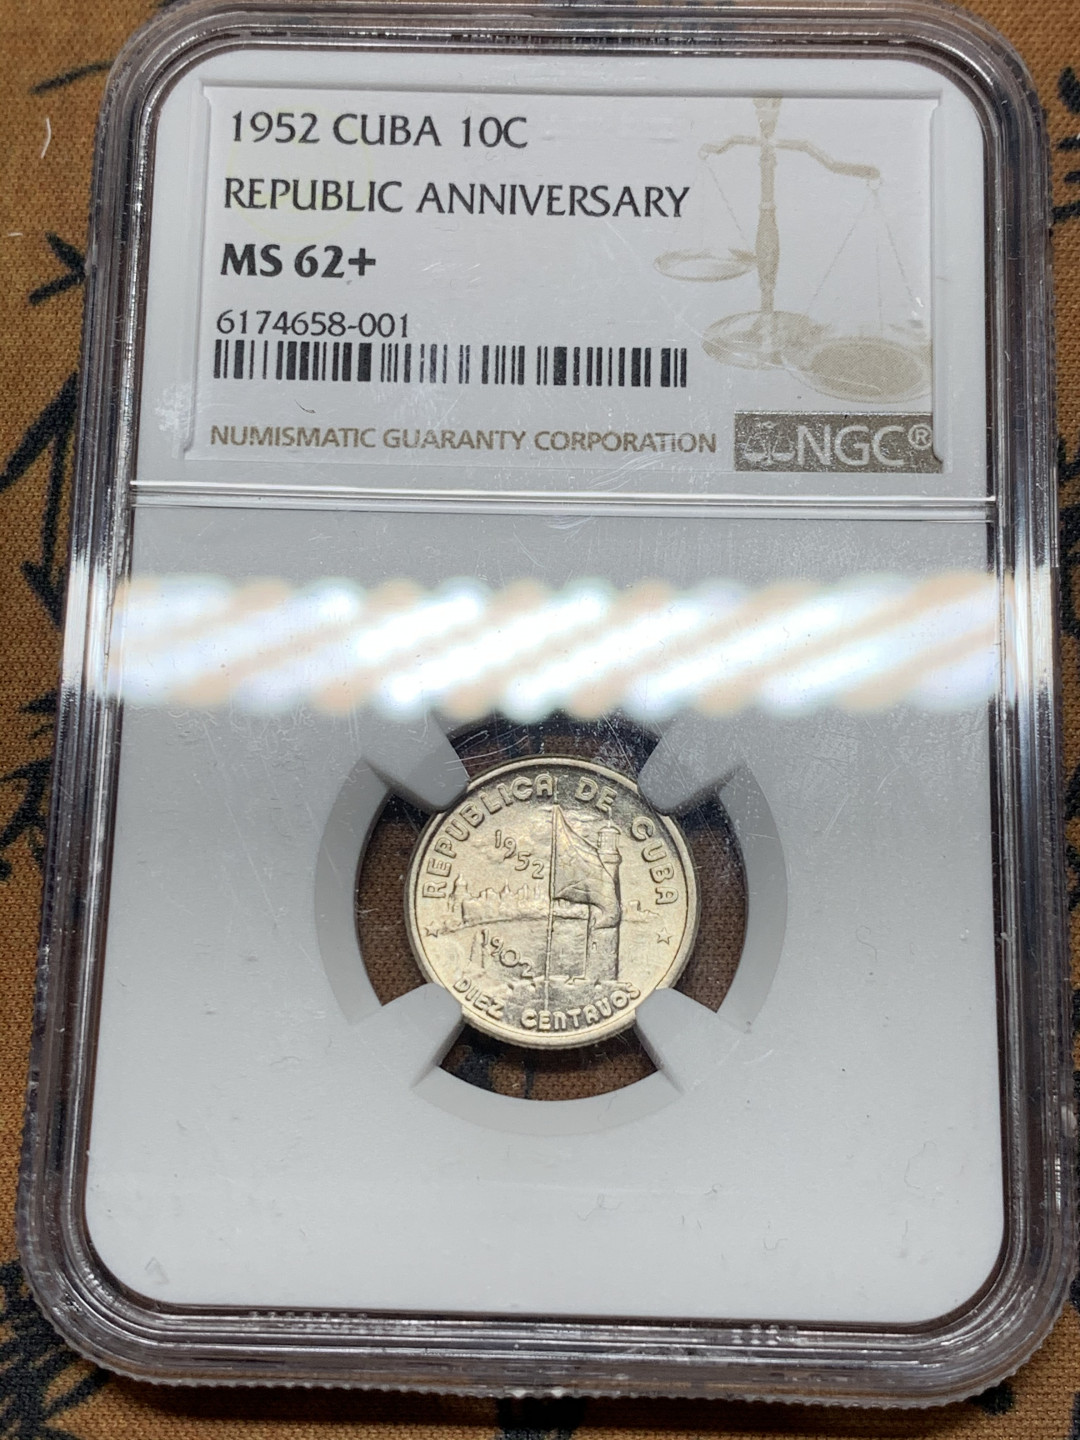 1952 CUBA 10C
REPUBLIC ANNIVERSARY
MS 62+
6174658-001
NUMISMATIC GUARANTY CORPORATION NGC®
REPUBLICA DE CUBA
1952
1902
DIEZ CENTAVOS